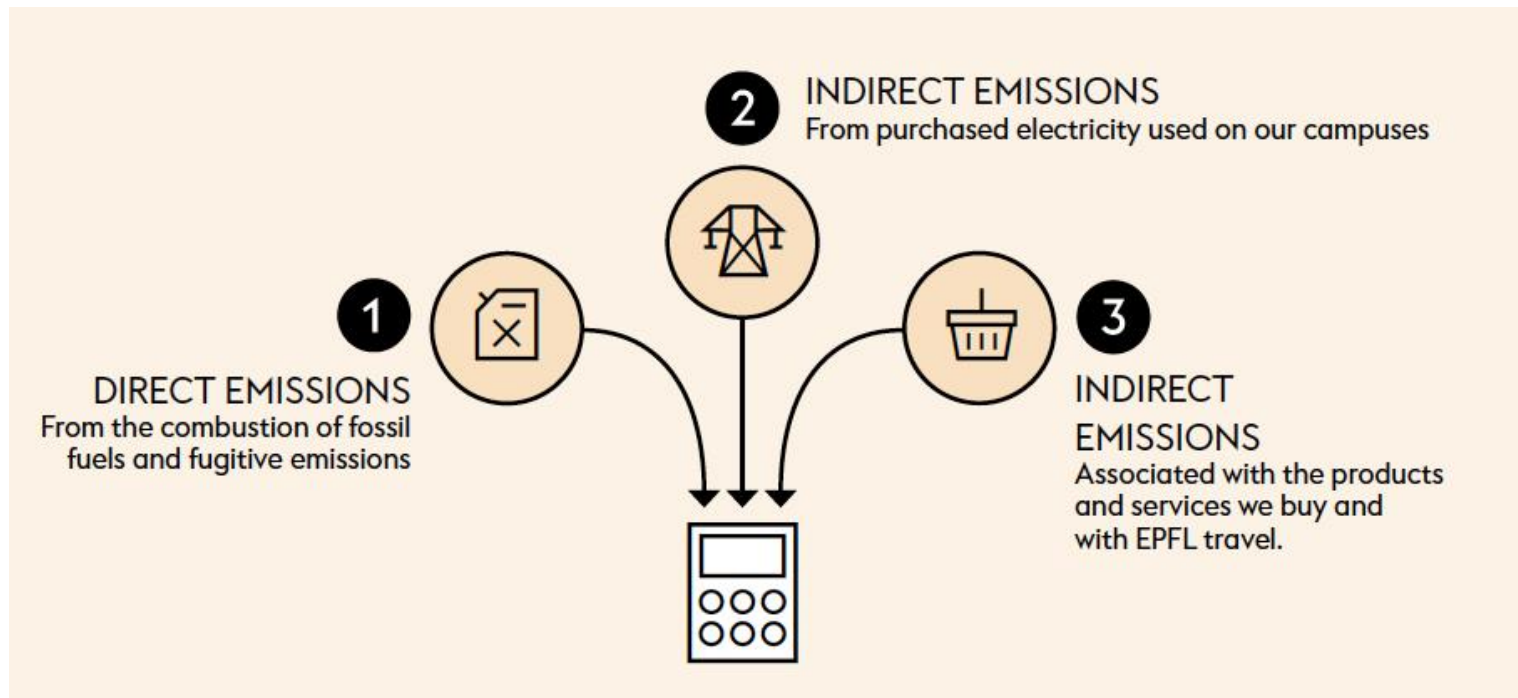 1
DIRECT EMISSIONS
From the combustion of fossil
fuels and fugitive emissions
2
INDIRECT EMISSIONS
From purchased electricity used on our campuses
3
INDIRECT
EMISSIONS
Associated with the products
and services we buy and
with EPFL travel.